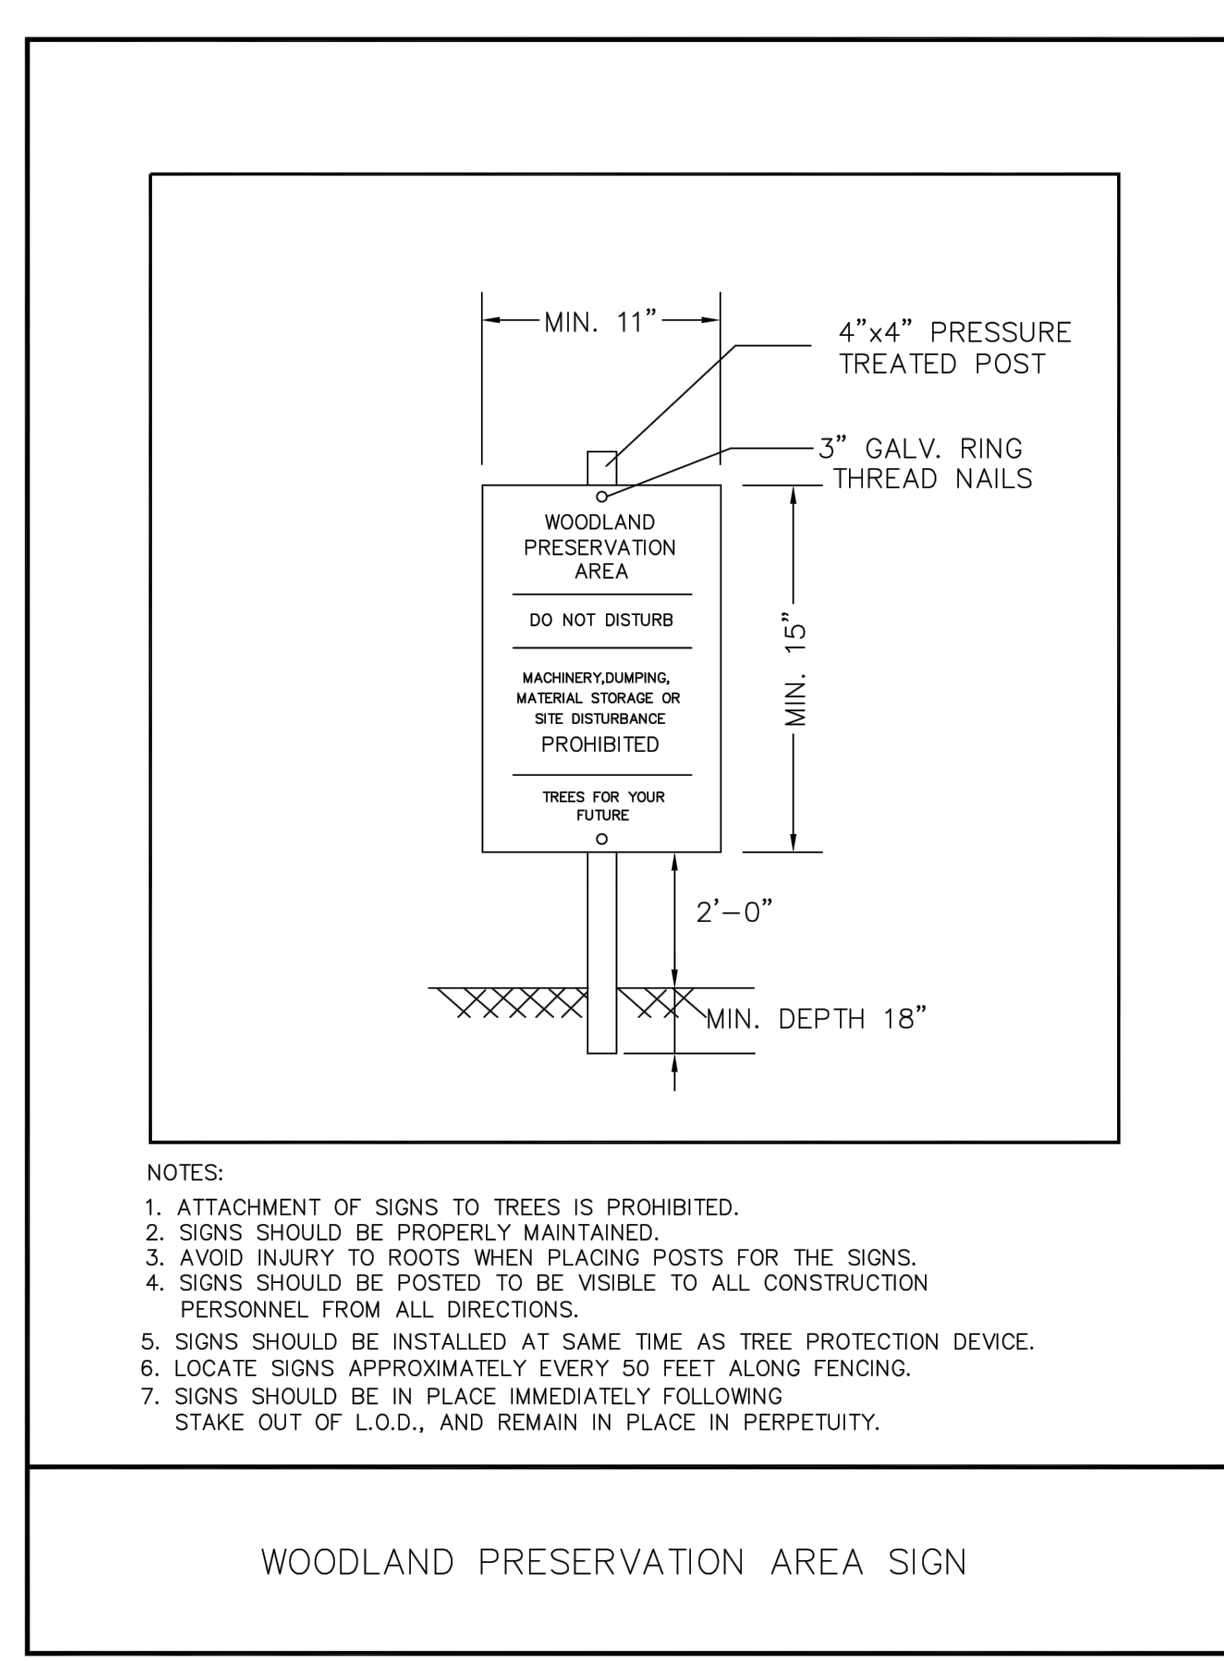 MIN. 11”
4”x4” PRESSURE
TREATED POST
3” GALV. RING
THREAD NAILS
WOODLAND
PRESERVATION
AREA
DO NOT DISTURB
MACHINERY,DUMPING,
MATERIAL STORAGE OR
SITE DISTURBANCE
PROHIBITED
TREES FOR YOUR
FUTURE
MIN. 15”
2’–0”
MIN. DEPTH 18”
NOTES:
1. ATTACHMENT OF SIGNS TO TREES IS PROHIBITED.
2. SIGNS SHOULD BE PROPERLY MAINTAINED.
3. AVOID INJURY TO ROOTS WHEN PLACING POSTS FOR THE SIGNS.
4. SIGNS SHOULD BE POSTED TO BE VISIBLE TO ALL CONSTRUCTION
PERSONNEL FROM ALL DIRECTIONS.
5. SIGNS SHOULD BE INSTALLED AT SAME TIME AS TREE PROTECTION DEVICE.
6. LOCATE SIGNS APPROXIMATELY EVERY 50 FEET ALONG FENCING.
7. SIGNS SHOULD BE IN PLACE IMMEDIATELY FOLLOWING
STAKE OUT OF L.O.D., AND REMAIN IN PLACE IN PERPETUITY.
WOODLAND PRESERVATION AREA SIGN